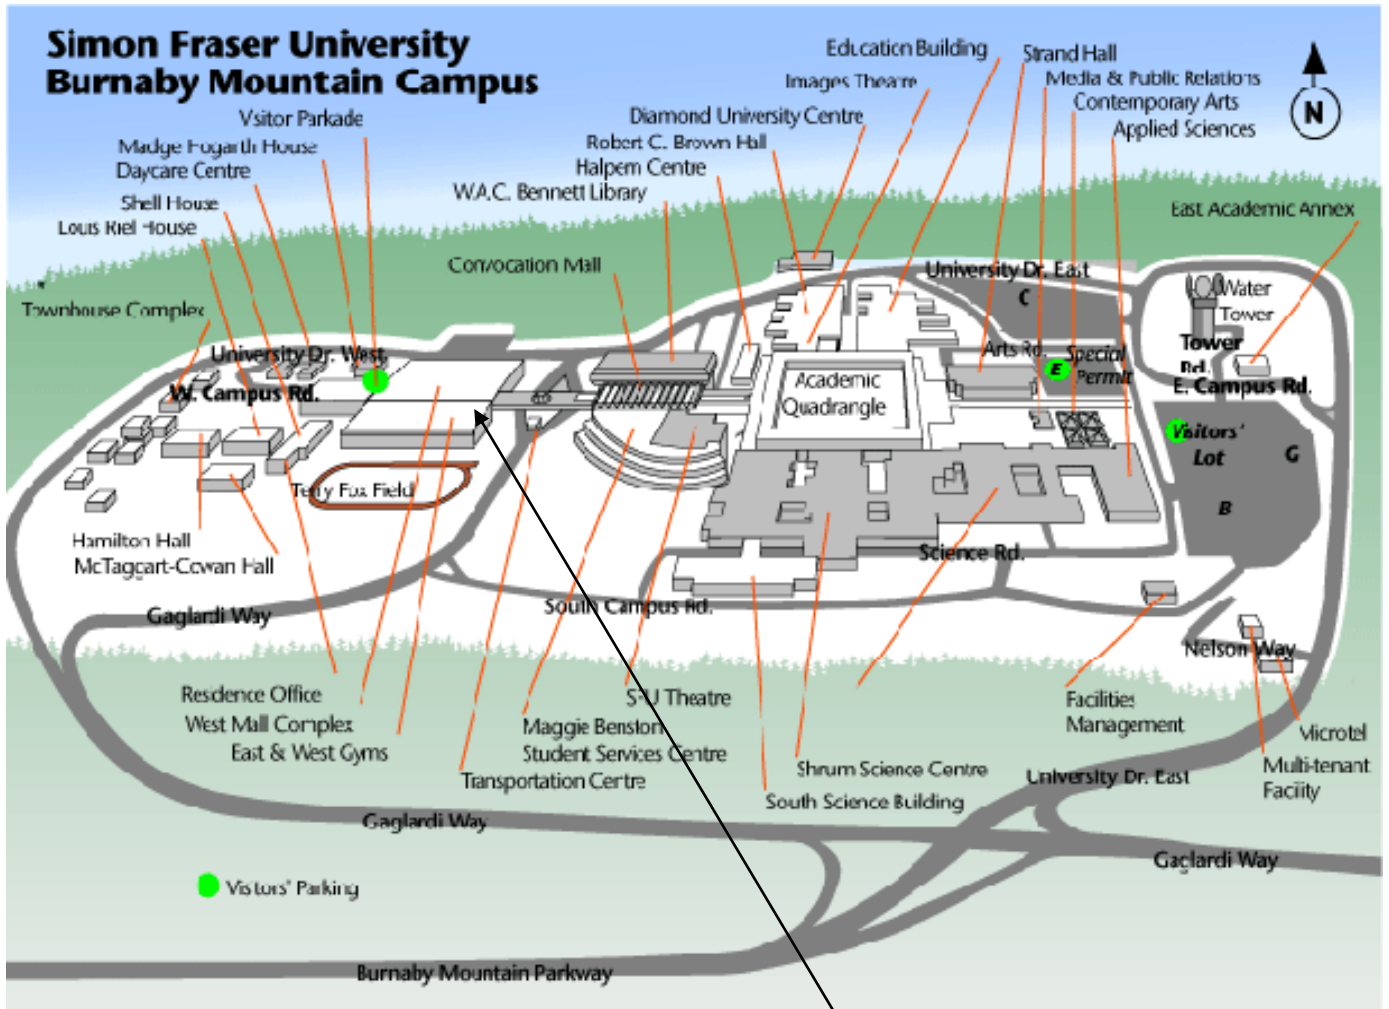 Simon Fraser University
Burnaby Mountain Campus
Education Building
Strand Hall
Images Theatre
Media & Public Relations
Contemporary Arts
Applied Sciences
Diamond University Centre
Robert C. Brown Hall
Halpern Centre
W.A.C. Bennett Library
N
Visitor Parkade
Madge Hogarth House
Daycare Centre
Shell House
Louis Riel House
East Academic Annex
Convocation Mall
University Dr. East
C
Water
Tower
Townhouse Complex
University Dr. West
W. Campus Rd.
Arts Rd.
Special
Permit
E
Tower
Rd.
E. Campus Rd.
Academic
Quadrangle
Visitors'
Lot
G
B
Terry Fox Field
Hamilton Hall
McTaggart-Cowan Hall
Science Rd.
Gaglardi Way
South Campus Rd.
Nelson Way
Residence Office
West Mall Complex
East & West Gyms
SFU Theatre
Maggie Benston
Student Services Centre
Transportation Centre
Shrum Science Centre
South Science Building
Facilities
Management
Microtel
Multi-tenant
Facility
University Dr. East
Gaglardi Way
Gaglardi Way
Visitors' Parking
Burnaby Mountain Parkway